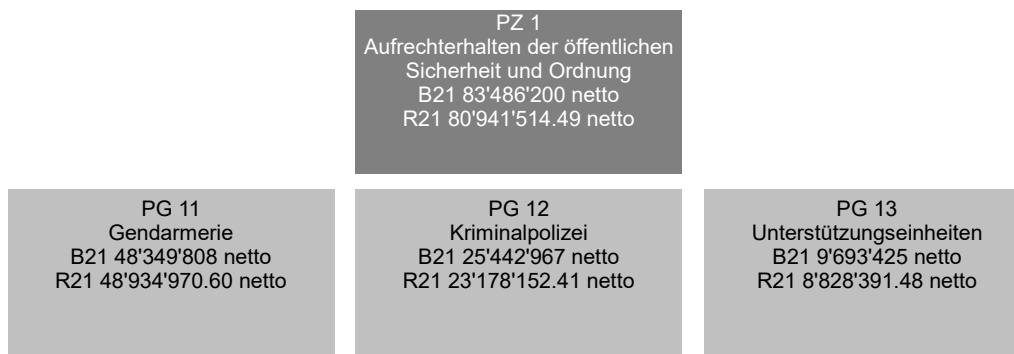 PZ 1
Aufrechterhalten der öffentlichen
Sicherheit und Ordnung
B21 83'486'200 netto
R21 80'941'514.49 netto
PG 11
Gendarmerie
B21 48'349'808 netto
R21 48'934'970.60 netto
PG 12
Kriminalpolizei
B21 25'442'967 netto
R21 23'178'152.41 netto
PG 13
Unterstützungseinheiten
B21 9'693'425 netto
R21 8'828'391.48 netto